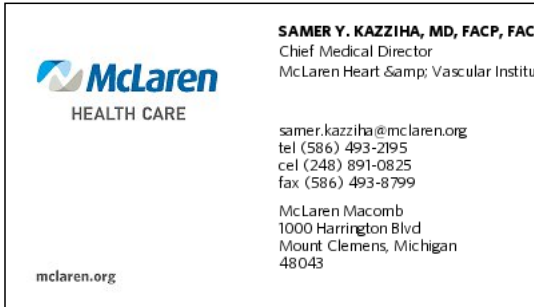 McLaren
HEALTH CARE
mclaren.org
SAMER Y. KAZZIHA, MD, FACP, FAC
Chief Medical Director
McLaren Heart &amp; Vascular Institu
samer.kazziha@mclaren.org
tel (586) 493-2195
cel (248) 891-0825
fax (586) 493-8799
McLaren Macomb
1000 Harrington Blvd
Mount Clemens, Michigan
48043